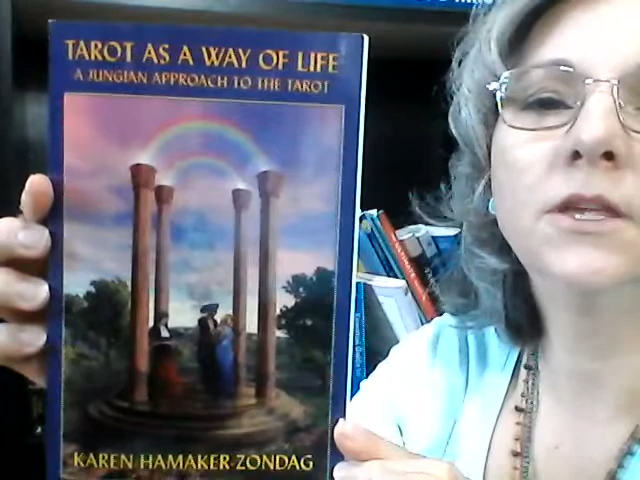 TAROT AS A WAY OF LIFE
A JUNGIAN APPROACH TO THE TAROT
KAREN HAMAKER-ZONDAG